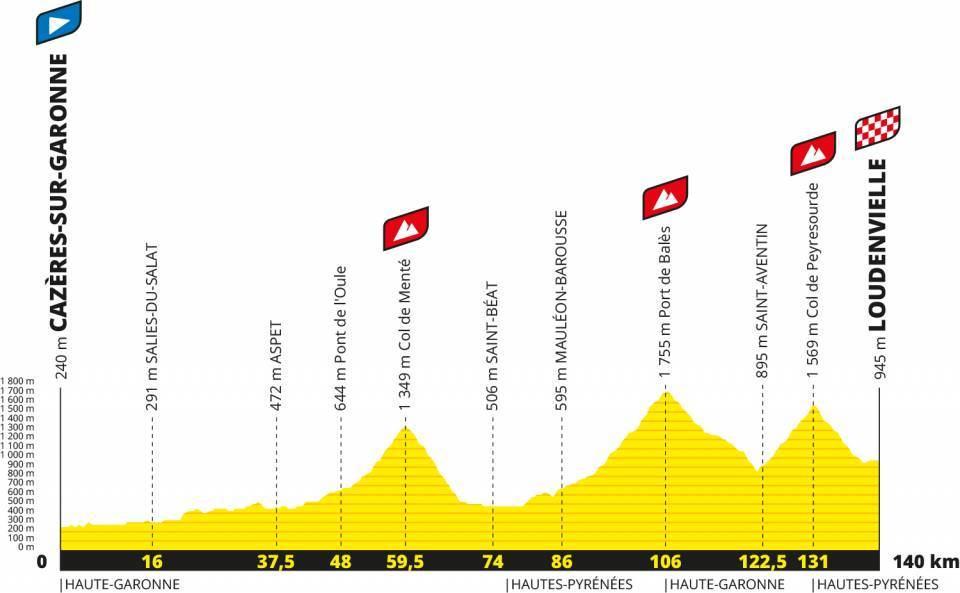 240 m CAZÈRES-SUR-GARONNE
291 m SALIES-DU-SALAT
472 m ASPET
644 m Pont de l'Oule
1 349 m Col de Menté
506 m SAINT-BÉAT
595 m MAULÉON-BAROUSSE
1 755 m Port de Balès
895 m SAINT-AVENTIN
1 569 m Col de Peyresourde
945 m LOUDENVIELLE
1 800 m
1 700 m
1 600 m
1 500 m
1 400 m
1 300 m
1 200 m
1 100 m
1 000 m
900 m
800 m
700 m
600 m
500 m
400 m
300 m
200 m
100 m
0 m
0 16 37,5 48 59,5 74 86 106 122,5 131 140 km
|HAUTE-GARONNE |HAUTES-PYRÉNÉES |HAUTE-GARONNE |HAUTES-PYRÉNÉES